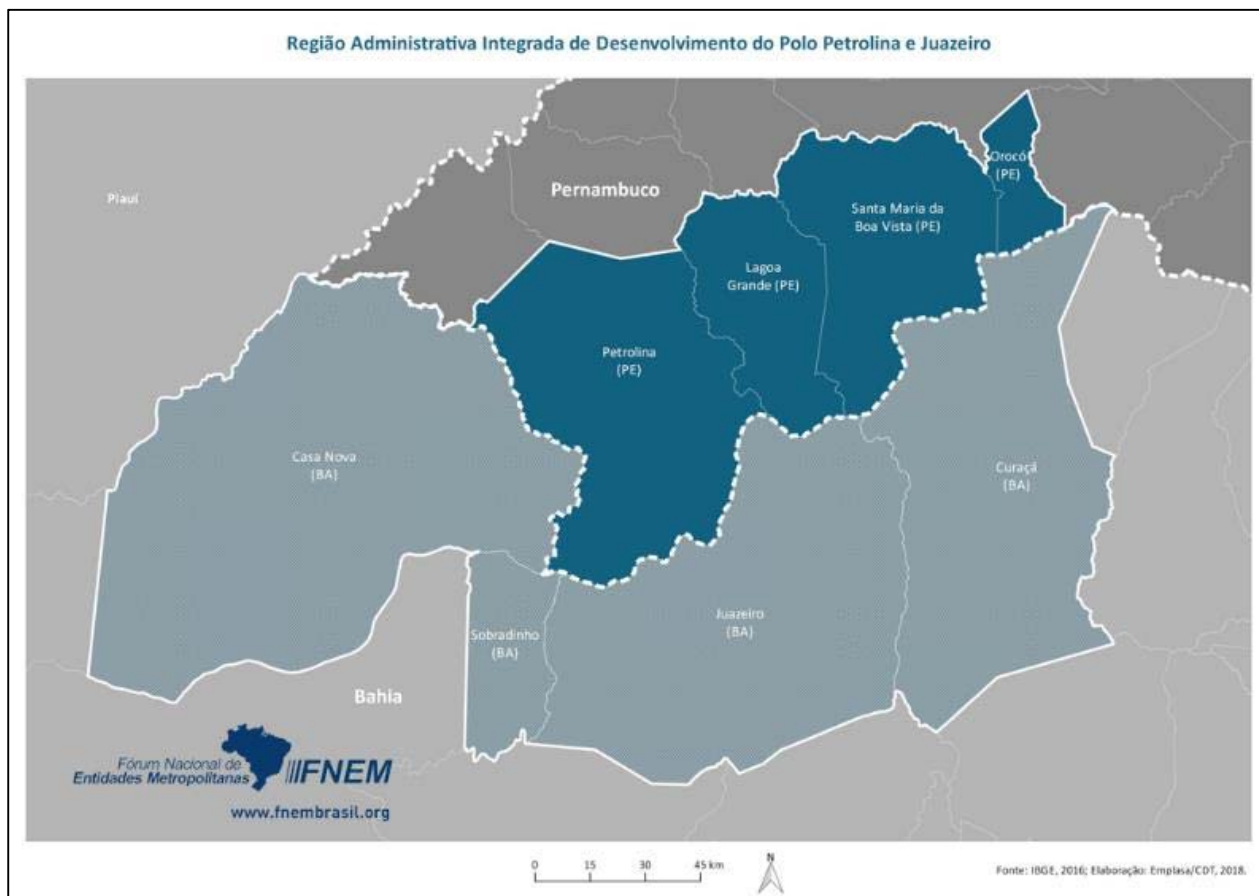 Região Administrativa Integrada de Desenvolvimento do Polo Petrolina e Juazeiro
Piauí
Pernambuco
Orocó
(PE)
Santa Maria da
Boa Vista (PE)
Lagoa
Grande (PE)
Petrolina
(PE)
Casa Nova
(BA)
Curaçá
(BA)
Sobradinho
(BA)
Juazeiro
(BA)
Bahia
Fórum Nacional de
Entidades Metropolitanas
FNEM
www.fnembrasil.org
0 15 30 45 km
N
Fonte: IBGE, 2016; Elaboração: Emplasa/CDT, 2018.